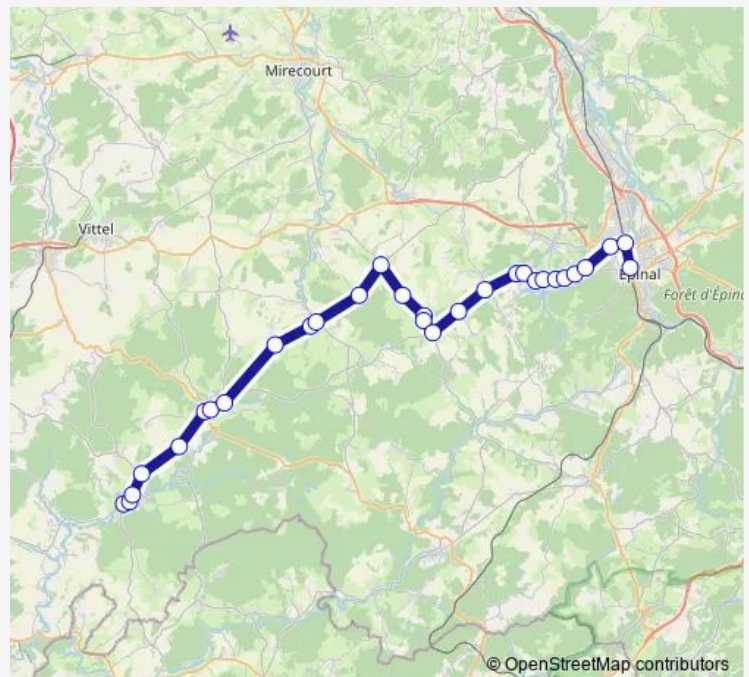 Mirecourt
Vittel
Épinal
Forêt d'Épinal
© OpenStreetMap contributors